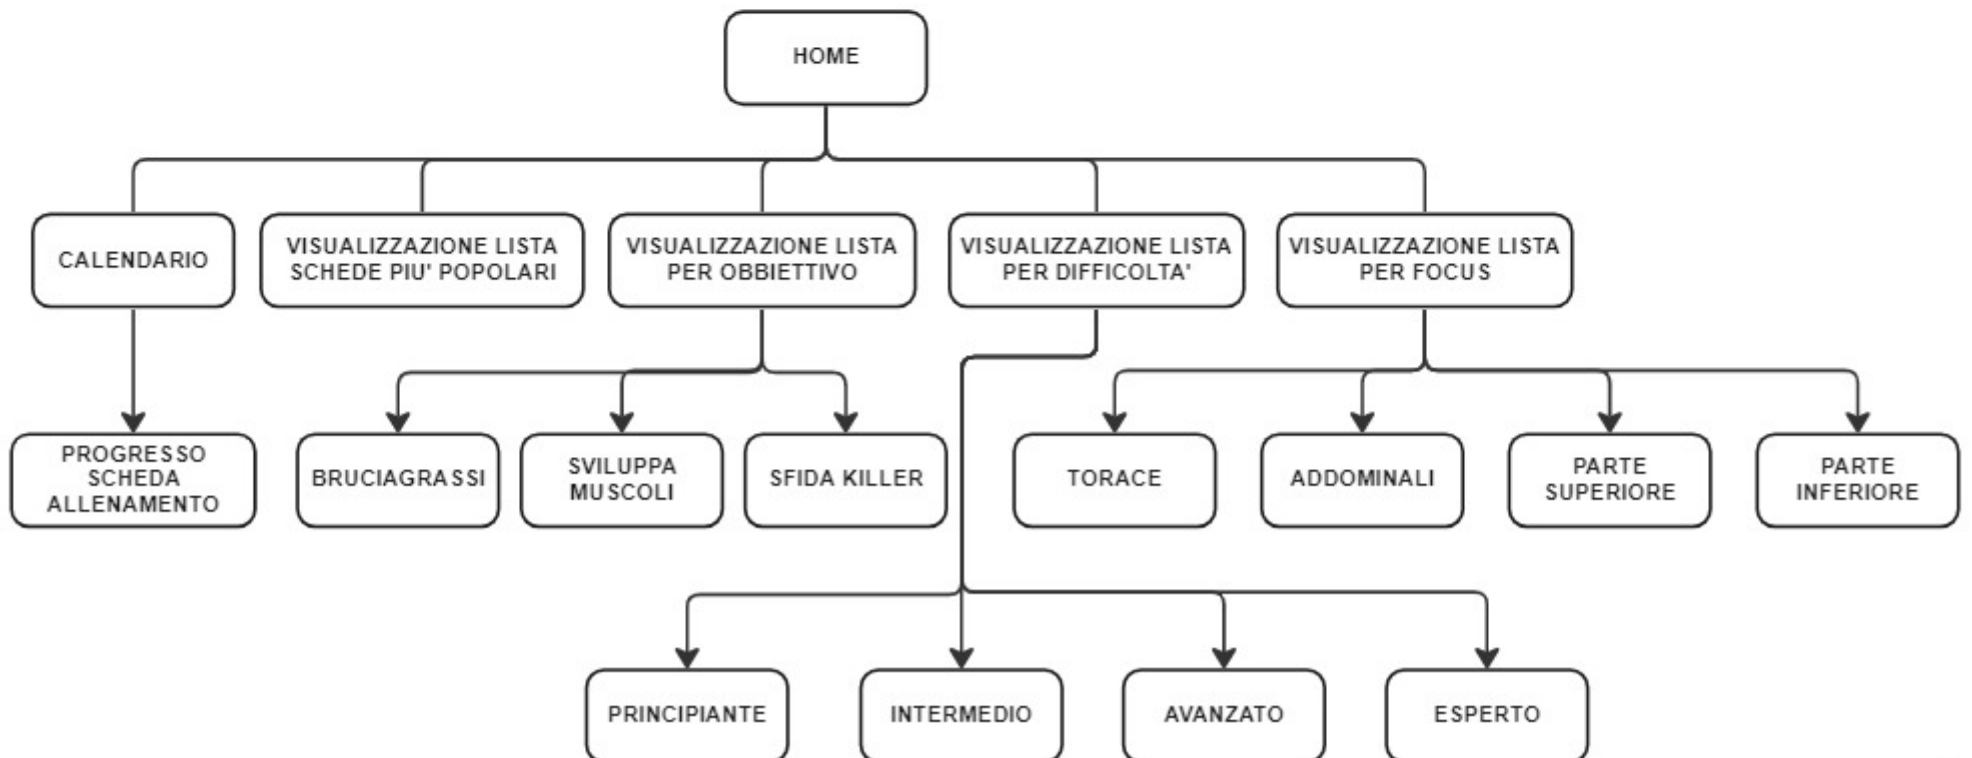 HOME
CALENDARIO
VISUALIZZAZIONE LISTA
SCHEDE PIU' POPOLARI
VISUALIZZAZIONE LISTA
PER OBBIETTIVO
VISUALIZZAZIONE LISTA
PER DIFFICOLTA'
VISUALIZZAZIONE LISTA
PER FOCUS
PROGRESSO
SCHEDA
ALLENAMENTO
BRUCIAGRASSI
SVILUPPA
MUSCOLI
SFIDA KILLER
TORACE
ADDOMINALI
PARTE
SUPERIORE
PARTE
INFERIORE
PRINCIPIANTE
INTERMEDIO
AVANZATO
ESPERTO